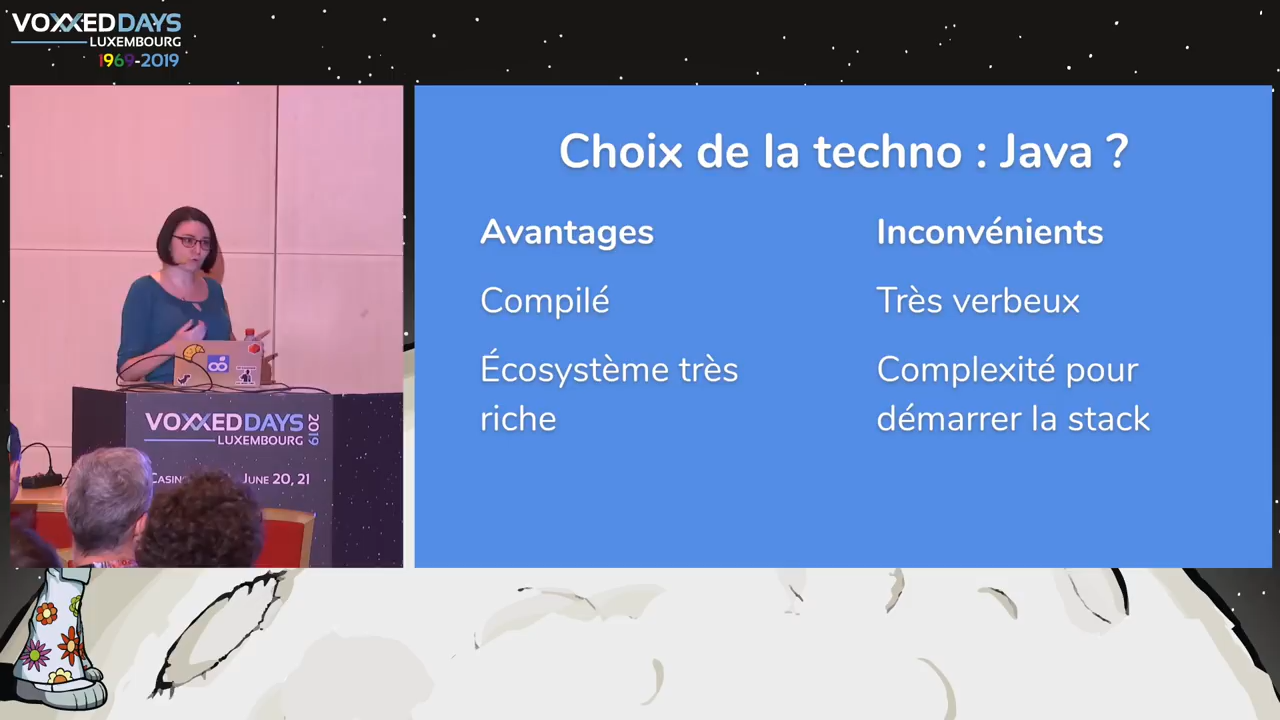 VOXXEDDAYS
LUXEMBOURG
1969-2019
Choix de la techno : Java ?
Avantages
Inconvénients
Compilé
Très verbeux
Écosystème très
riche
Complexité pour
démarrer la stack
VOXXEDDAYS
LUXEMBOURG
2019
JUNE 20, 21